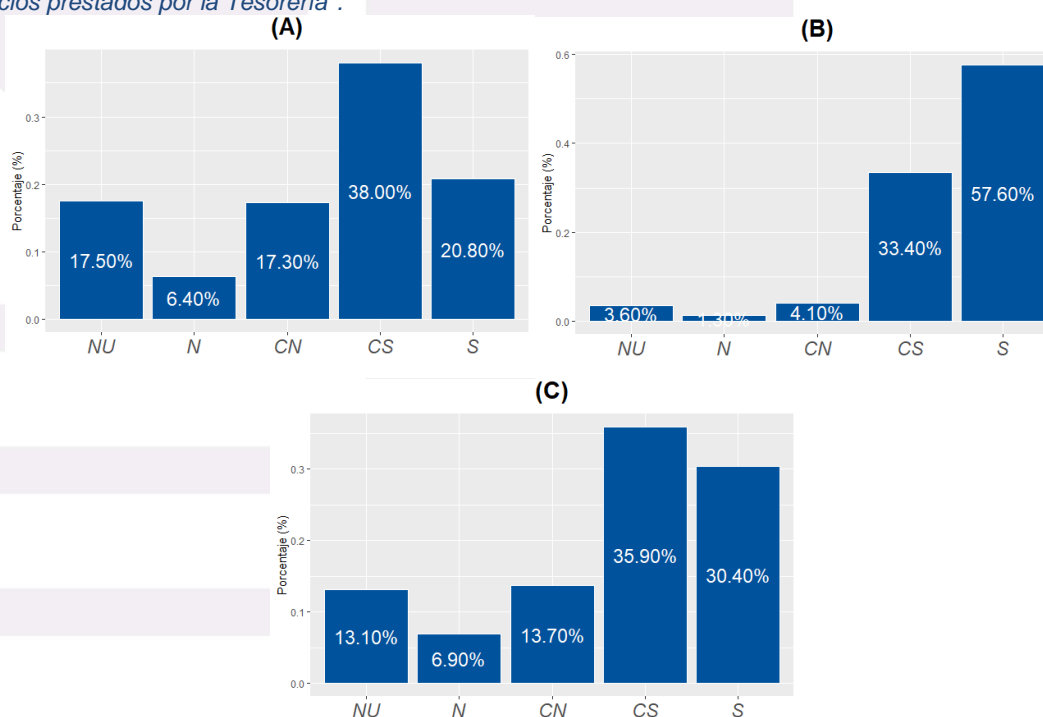 cios prestados por la Tesorería".
(A)
Porcentaje (%)
0.3
0.2
0.1
0.0
17.50%
6.40%
17.30%
38.00%
20.80%
NU N CN CS S
(B)
Porcentaje (%)
0.6
0.4
0.2
0.0
3.60%
1.30%
4.10%
33.40%
57.60%
NU N CN CS S
(C)
Porcentaje (%)
0.3
0.2
0.1
0.0
13.10%
6.90%
13.70%
35.90%
30.40%
NU N CN CS S